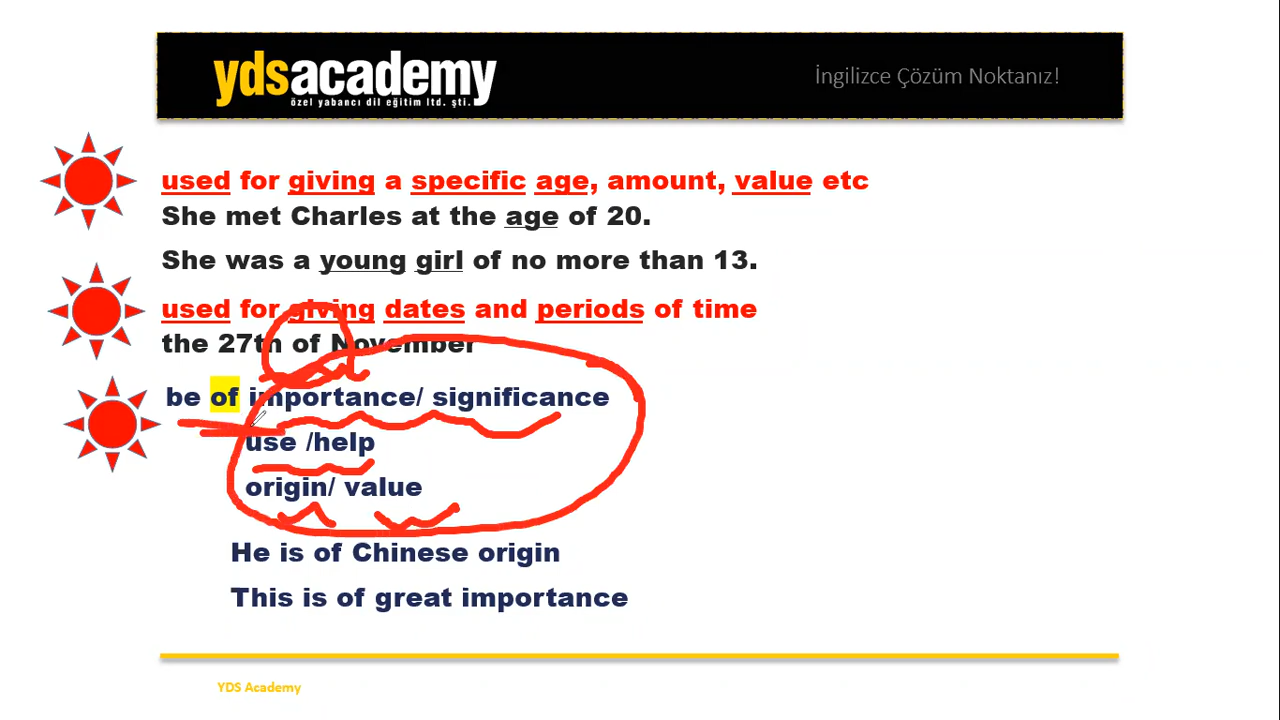 ydsacademy
özel yabancı dil eğitim ltd. şti.
İngilizce Çözüm Noktanız!
used for giving a specific age, amount, value etc
She met Charles at the age of 20.
She was a young girl of no more than 13.
used for giving dates and periods of time
the 27th of November
be of importance/ significance
use /help
origin/ value
He is of Chinese origin
This is of great importance
YDS Academy